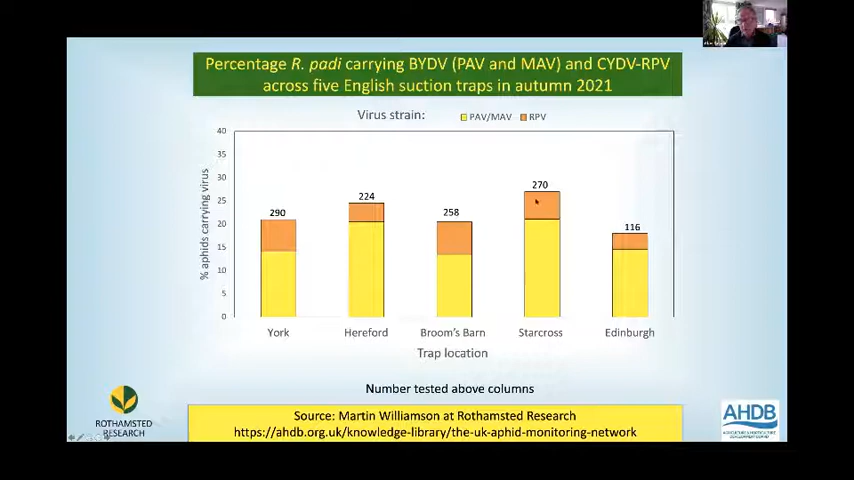 Percentage R. padi carrying BYDV (PAV and MAV) and CYDV-RPV
across five English suction traps in autumn 2021
Virus strain: PAV/MAV RPV
40
35
30
25
20
15
10
5
0
% aphids carrying virus
290
224
258
270
116
York Hereford Broom's Barn Starcross Edinburgh
Trap location
Number tested above columns
Source: Martin Williamson at Rothamsted Research
https://ahdb.org.uk/knowledge-library/the-uk-aphid-monitoring-network
ROTHAMSTED
RESEARCH
AHDB